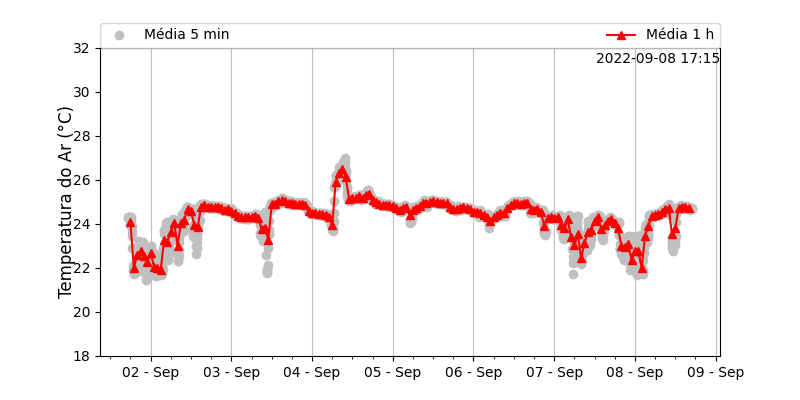 Média 5 min
Média 1 h
2022-09-08 17:15
Temperatura do Ar (°C)
32
30
28
26
24
22
20
18
02 - Sep
03 - Sep
04 - Sep
05 - Sep
06 - Sep
07 - Sep
08 - Sep
09 - Sep